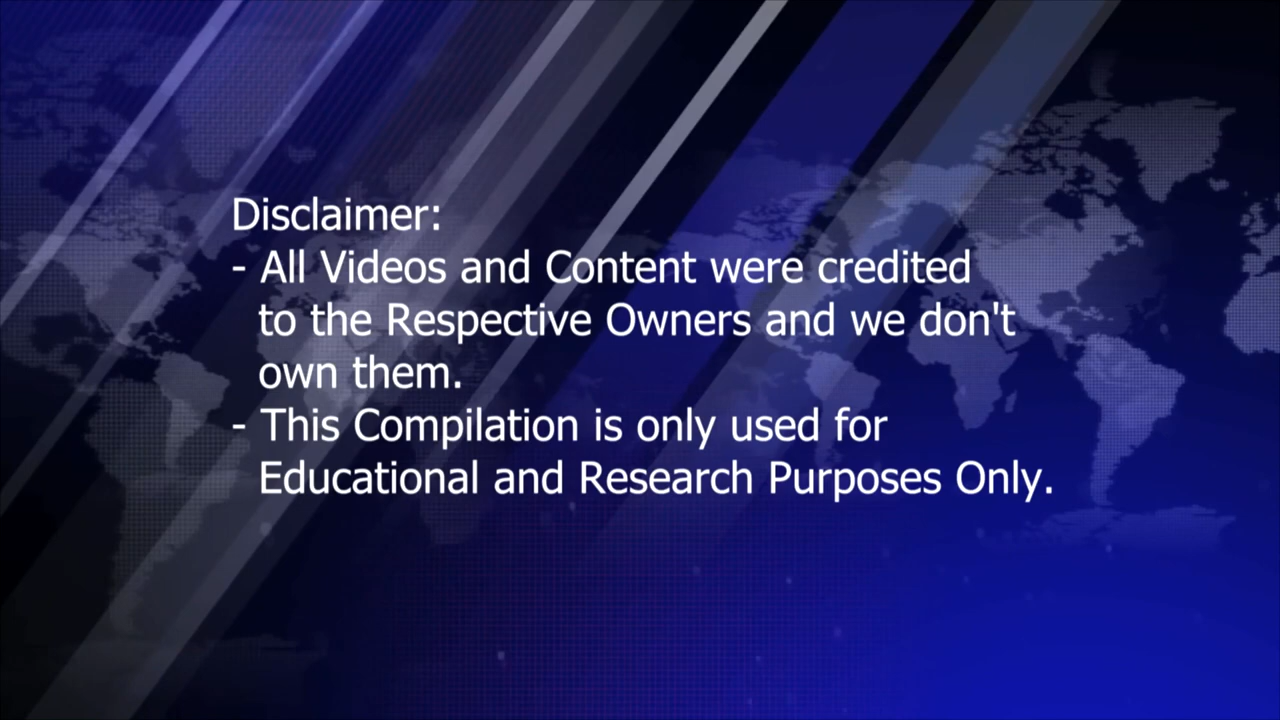 Disclaimer:
- All Videos and Content were credited
to the Respective Owners and we don't
own them.
- This Compilation is only used for
Educational and Research Purposes Only.